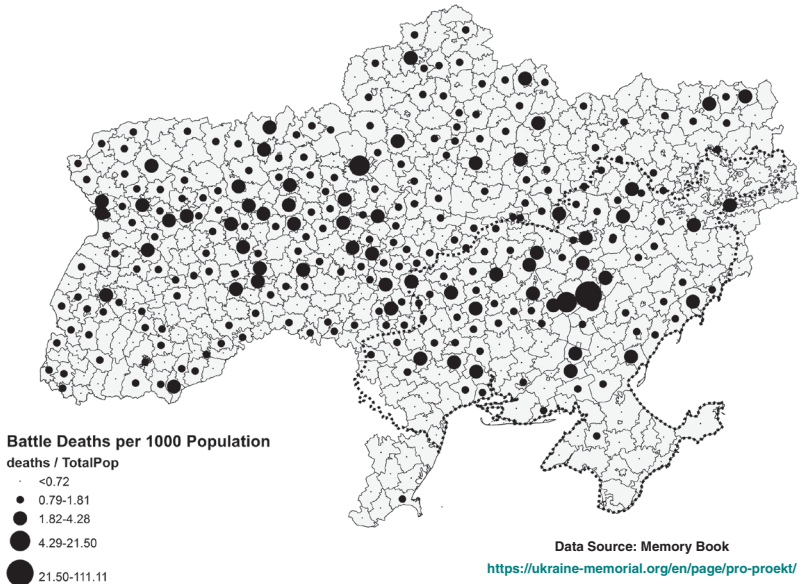 Battle Deaths per 1000 Population
deaths / TotalPop
<0.72
0.79-1.81
1.82-4.28
4.29-21.50
21.50-111.11
Data Source: Memory Book
https://ukraine-memorial.org/en/page/pro-proekt/